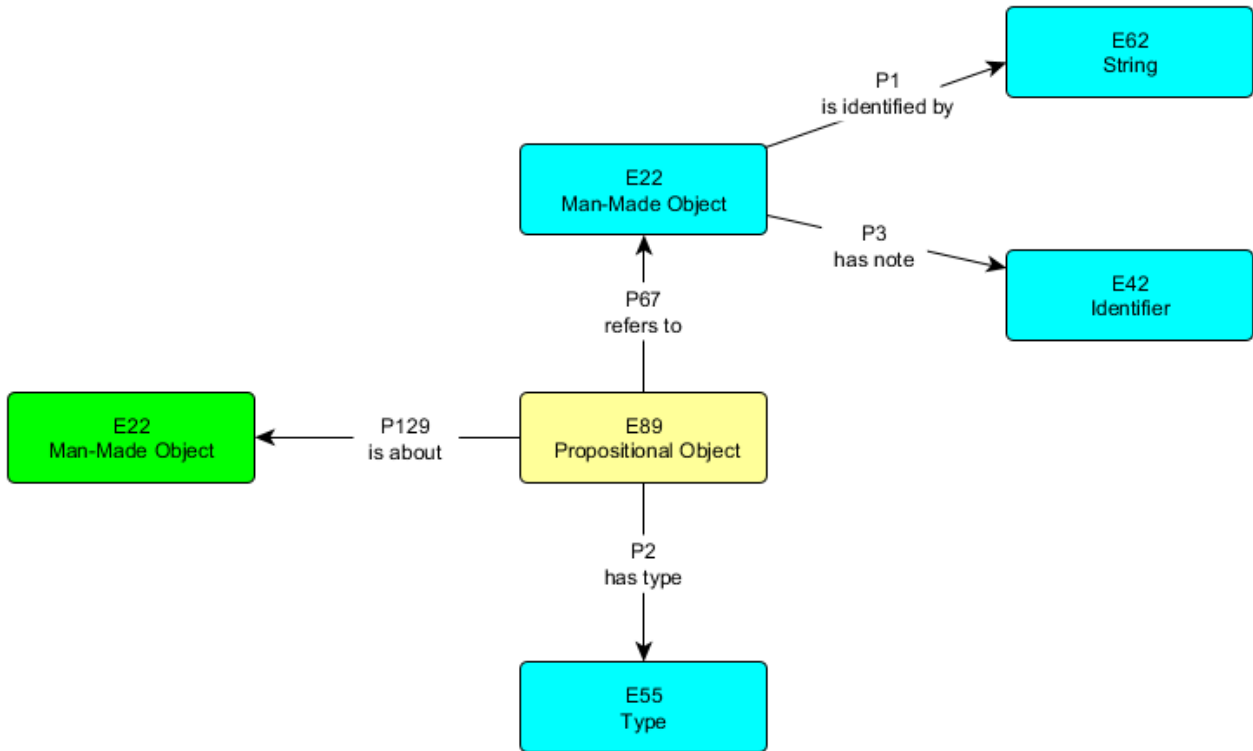 E62
String
P1
is identified by
E22
Man-Made Object
P3
has note
E42
Identifier
P67
refers to
E22
Man-Made Object
P129
is about
E89
Propositional Object
P2
has type
E55
Type